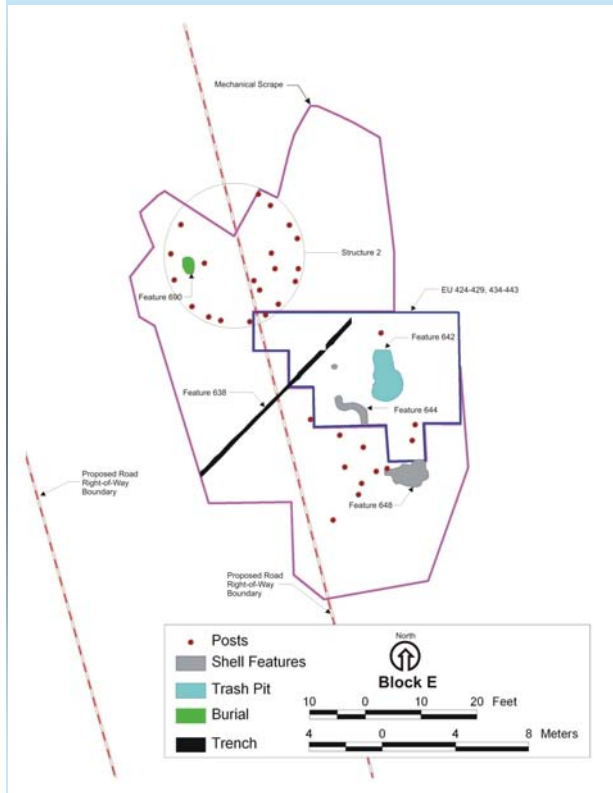 Mechanical Scrape
Structure 2
EU 424-429, 434-443
Feature 690
Feature 642
Feature 638
Feature 644
Proposed Road
Right-of-Way
Boundary
Feature 648
Proposed Road
Right-of-Way
Boundary
Posts
Shell Features
Trash Pit
Burial
Trench
North
Block E
10 0 10 20 Feet
4 0 4 8 Meters